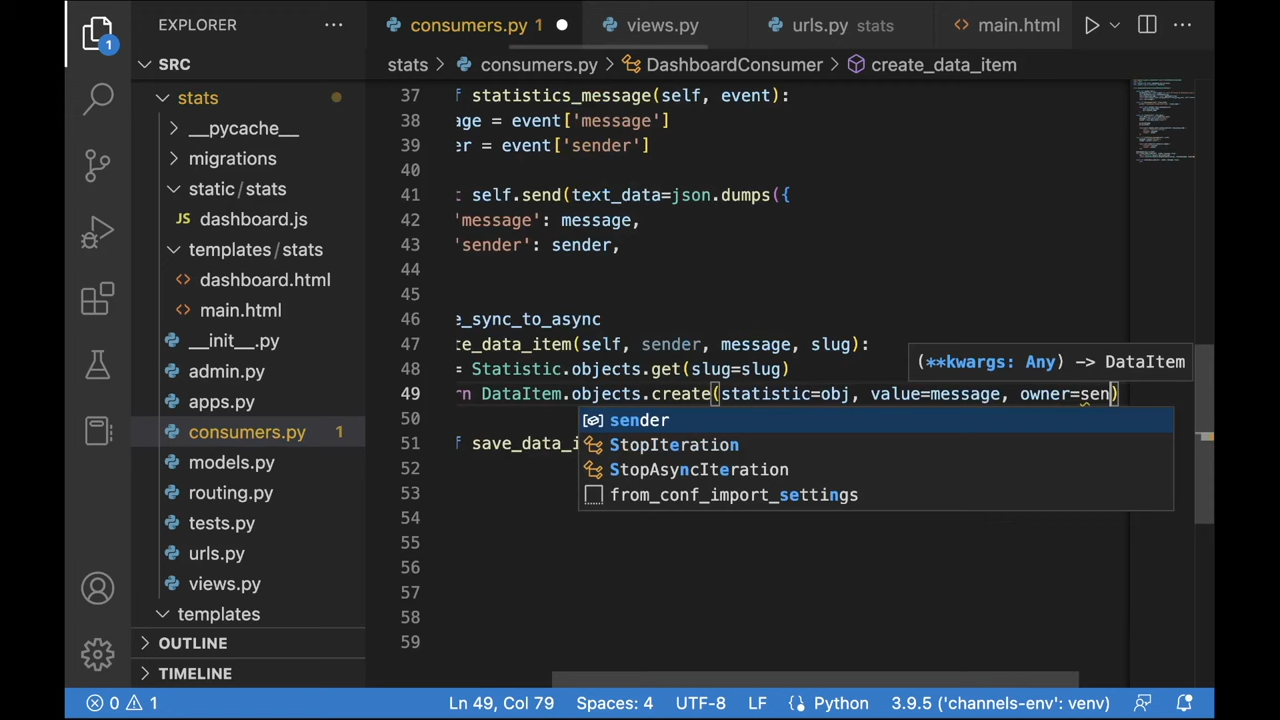 EXPLORER
consumers.py 1
views.py
urls.py stats
main.html
1
SRC
stats > consumers.py > DashboardConsumer > create_data_item
stats
__pycache__
migrations
static/stats
JS dashboard.js
templates/stats
dashboard.html
main.html
__init__.py
admin.py
apps.py
consumers.py 1
models.py
routing.py
tests.py
urls.py
views.py
templates
OUTLINE
TIMELINE
37 f statistics_message(self, event):
38 age = event['message']
39 er = event['sender']
40
41 t self.send(text_data=json.dumps({
42 'message': message,
43 'sender': sender,
44
45
46 e_sync_to_async
47 te_data_item(self, sender, message, slug):
48 = Statistic.objects.get(slug=slug)
49 rn DataItem.objects.create(statistic=obj, value=message, owner=sen)
50
51 f save_data_i
52
53
54
55
56
57
58
59
(**kwargs: Any) -> DataItem
sender
StopIteration
StopAsyncIteration
from_conf_import_settings
0 1 Ln 49, Col 79 Spaces: 4 UTF-8 LF Python 3.9.5 ('channels-env': venv)